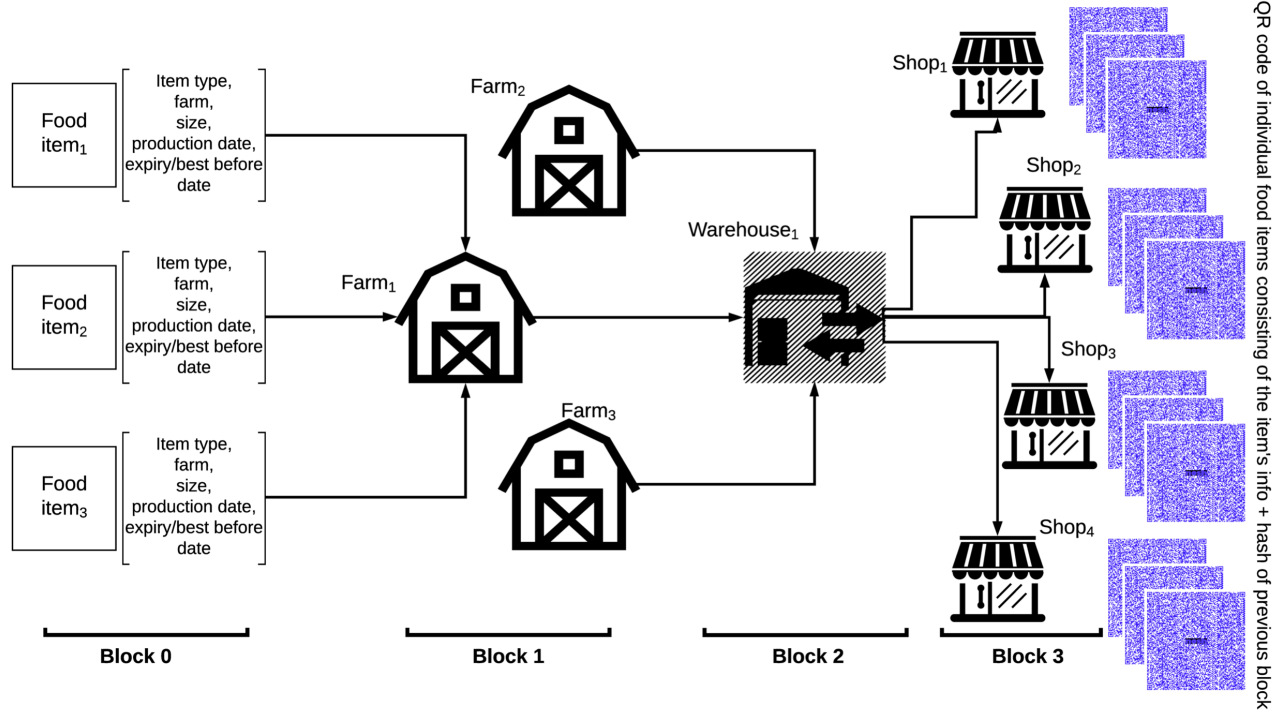 Food
item₁
Item type,
farm,
size,
production date,
expiry/best before
date
Food
item₂
Item type,
farm,
size,
production date,
expiry/best before
date
Food
item₃
Item type,
farm,
size,
production date,
expiry/best before
date
Farm₁
Farm₂
Farm₃
Warehouse₁
Shop₁
Shop₂
Shop₃
Shop₄
QR code of individual food items consisting of the item's info + hash of previous block
Block 0
Block 1
Block 2
Block 3